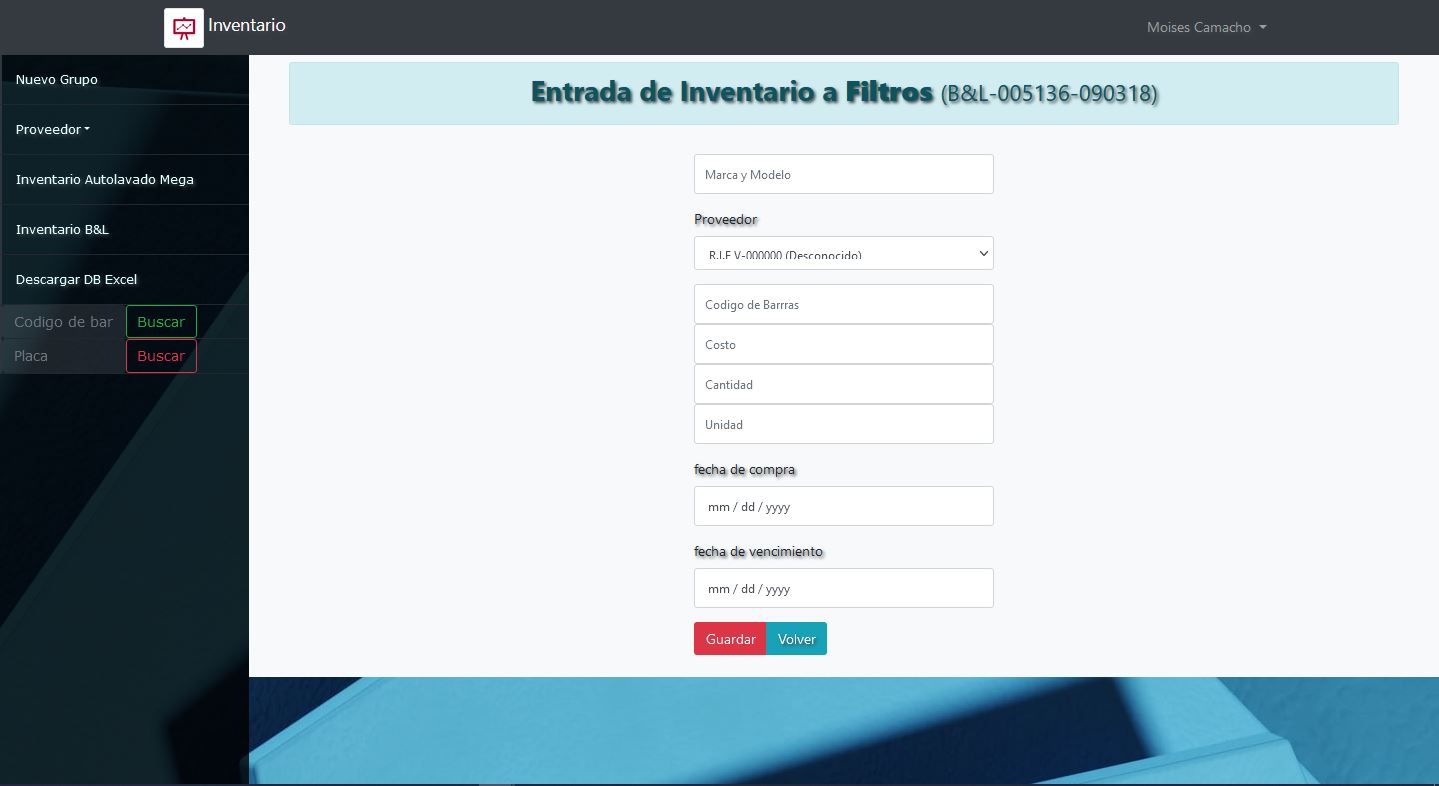 Inventario
Moises Camacho
Nuevo Grupo
Proveedor
Inventario Autolavado Mega
Inventario B&L
Descargar DB Excel
Codigo de bar Buscar
Placa Buscar
Entrada de Inventario a Filtros (B&L-005136-090318)
Marca y Modelo
Proveedor
R.I.F V-000000 (Desconocido)
Codigo de Barrras
Costo
Cantidad
Unidad
fecha de compra
mm / dd / yyyy
fecha de vencimiento
mm / dd / yyyy
Guardar Volver